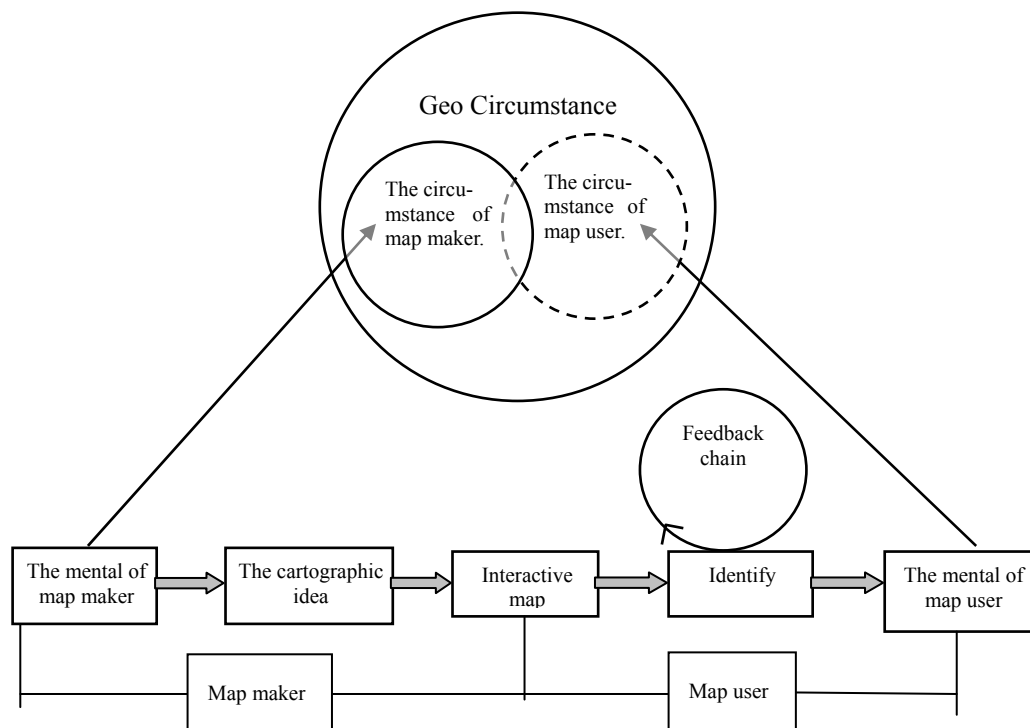 Geo Circumstance
The circu-
mstance of
map maker.
The circu-
mstance of
map user.
Feedback
chain
The mental of
map maker
The cartographic
idea
Interactive
map
Identify
The mental of
map user
Map maker
Map user